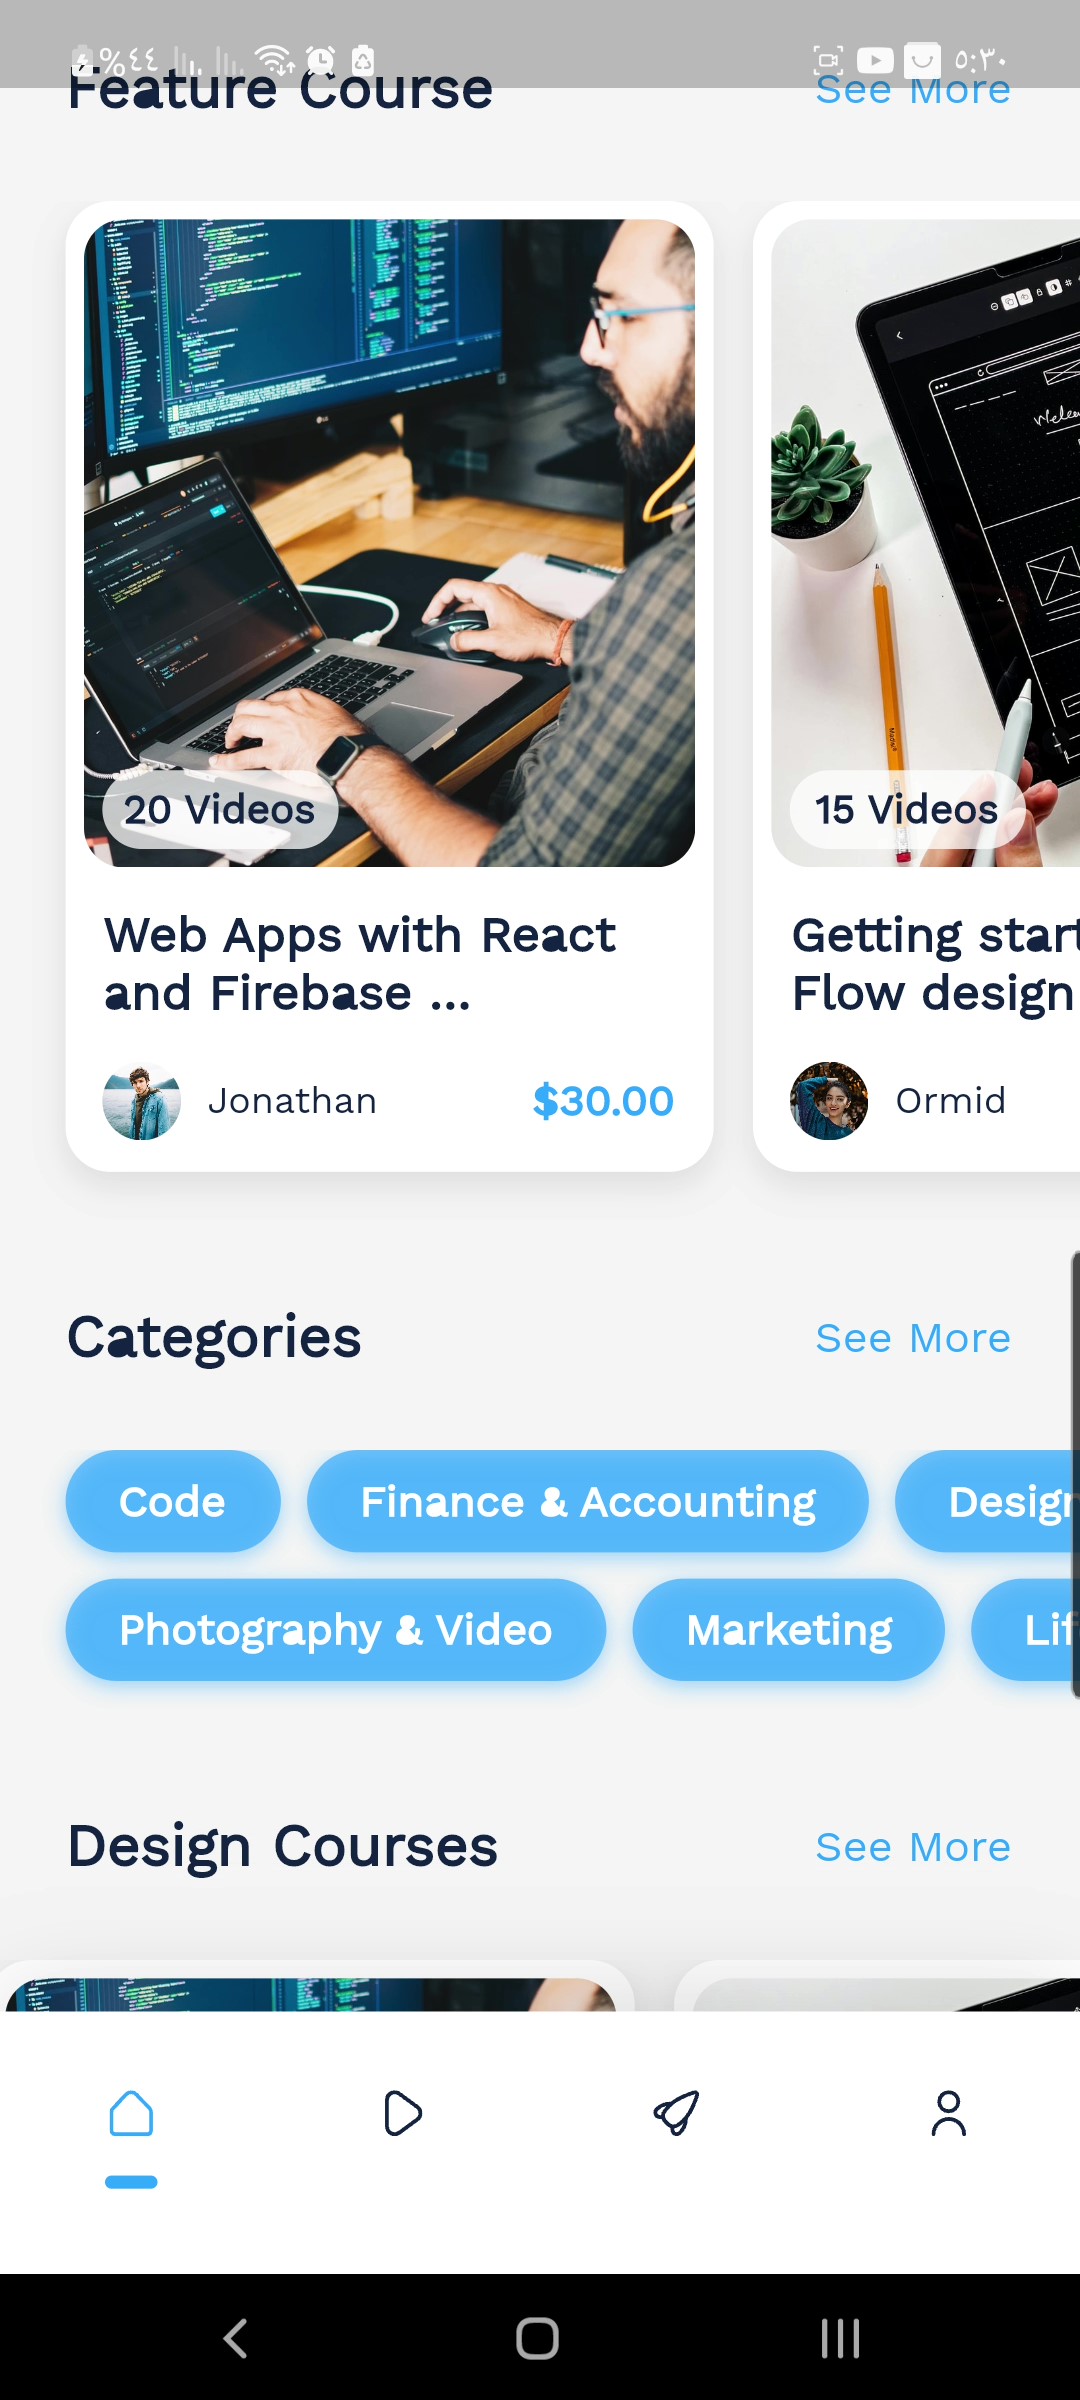 %٤٤ ٥:٣٠
Feature Course See More
20 Videos
15 Videos
Web Apps with React
and Firebase ...
Getting start
Flow design
Jonathan $30.00
Ormid
Categories See More
Code Finance & Accounting Design
Photography & Video Marketing Lif
Design Courses See More